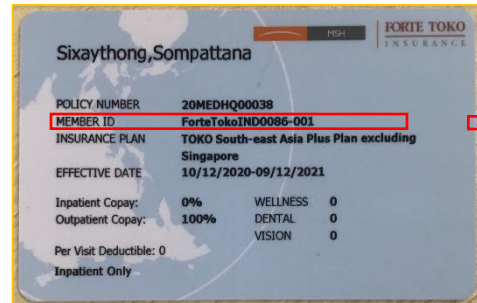 MSH
FORTE TOKO
INSURANCE
Sixaythong,Sompattana
POLICY NUMBER 20MEDHQ00038
MEMBER ID ForteTokoIND0086-001
INSURANCE PLAN TOKO South-east Asia Plus Plan excluding
Singapore
EFFECTIVE DATE 10/12/2020-09/12/2021
Inpatient Copay: 0% WELLNESS 0
Outpatient Copay: 100% DENTAL 0
VISION 0
Per Visit Deductible: 0
Inpatient Only